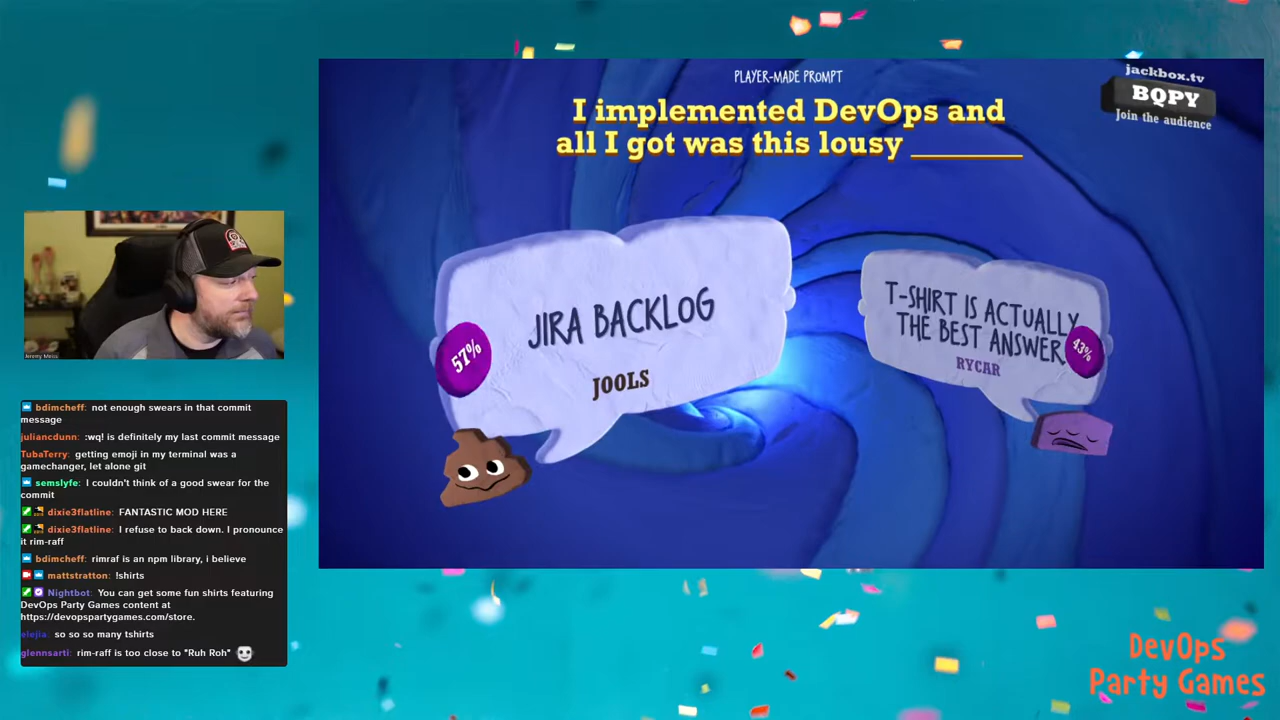 PLAYER-MADE PROMPT
I implemented DevOps and
all I got was this lousy ________
jackbox.tv
BQPY
Join the audience
JIRA BACKLOG
57%
JOOLS
T-SHIRT IS ACTUALLY
THE BEST ANSWER
43%
RYCAR
Jeremy Meiss
bdimcheff: not enough swears in that commit
message
juliancdunn: :wq! is definitely my last commit message
TubaTerry: getting emoji in my terminal was a
gamechanger, let alone git
semslyfe: I couldn't think of a good swear for the
commit
dixie3flatline: FANTASTIC MOD HERE
dixie3flatline: I refuse to back down. I pronounce
it rim-raff
bdimcheff: rimraf is an npm library, i believe
mattstratton: !shirts
Nightbot: You can get some fun shirts featuring
DevOps Party Games content at
https://devopspartygames.com/store.
elejia: so so so many tshirts
glennsarti: rim-raff is too close to "Ruh Roh"
DevOps
Party Games